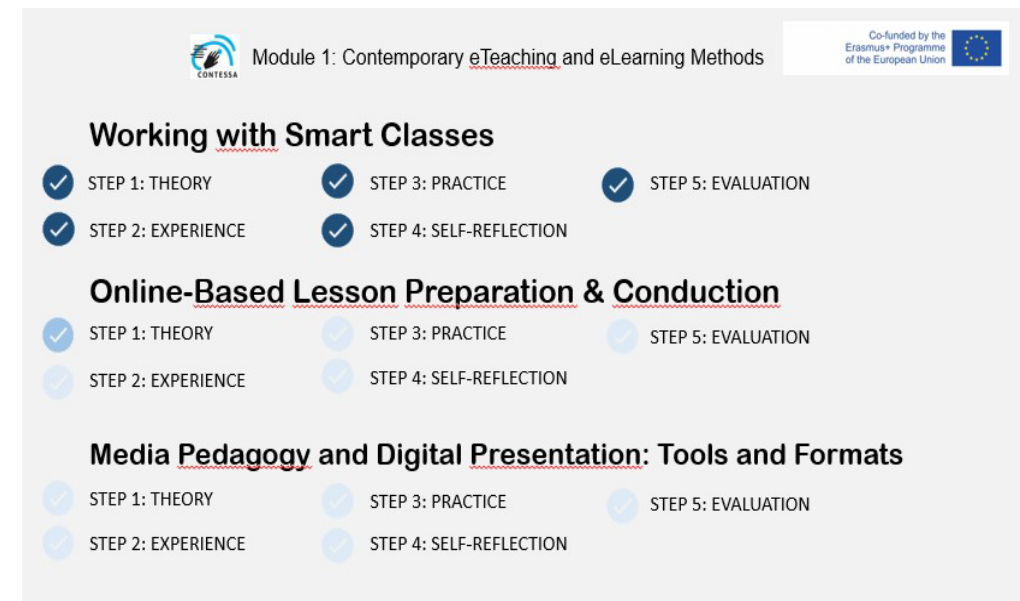 CONTESSA
Module 1: Contemporary eTeaching and eLearning Methods
Co-funded by the
Erasmus+ Programme
of the European Union
Working with Smart Classes
STEP 1: THEORY
STEP 3: PRACTICE
STEP 5: EVALUATION
STEP 2: EXPERIENCE
STEP 4: SELF-REFLECTION
Online-Based Lesson Preparation & Conduction
STEP 1: THEORY
STEP 3: PRACTICE
STEP 5: EVALUATION
STEP 2: EXPERIENCE
STEP 4: SELF-REFLECTION
Media Pedagogy and Digital Presentation: Tools and Formats
STEP 1: THEORY
STEP 3: PRACTICE
STEP 5: EVALUATION
STEP 2: EXPERIENCE
STEP 4: SELF-REFLECTION